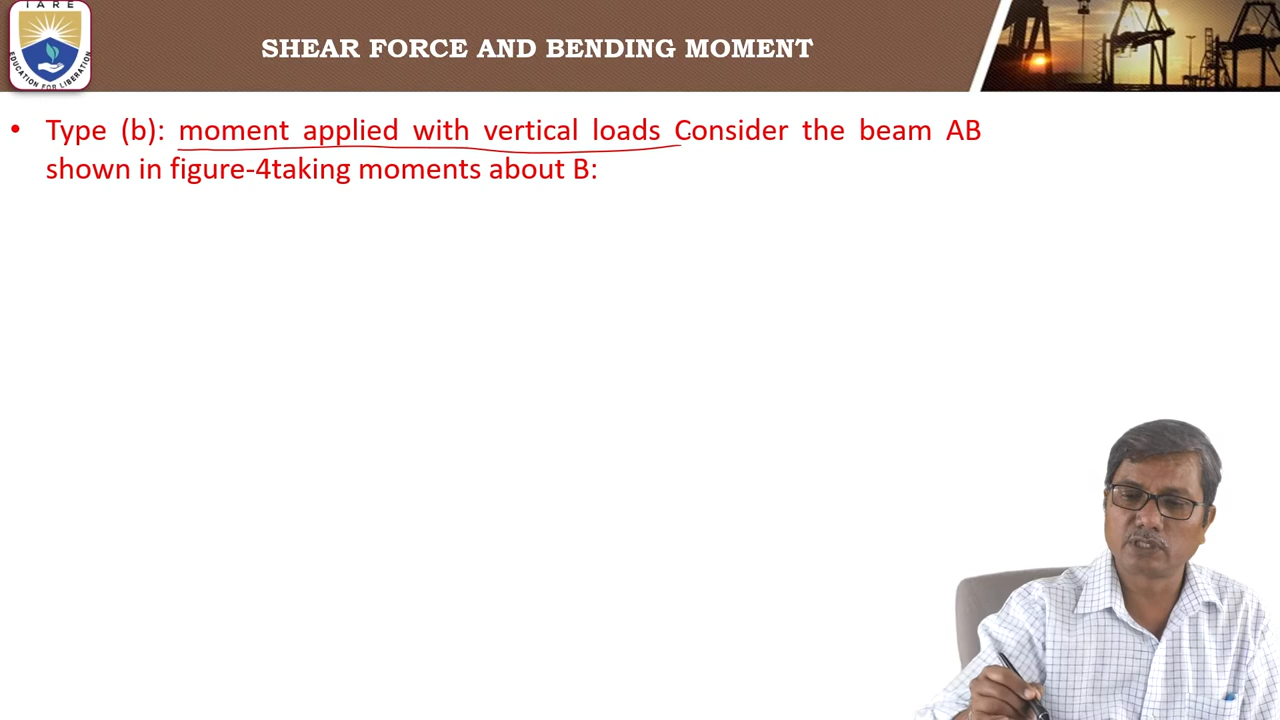 IARE
EDUCATION FOR LIBERATION
SHEAR FORCE AND BENDING MOMENT
• Type (b): moment applied with vertical loads Consider the beam AB
shown in figure-4taking moments about B: